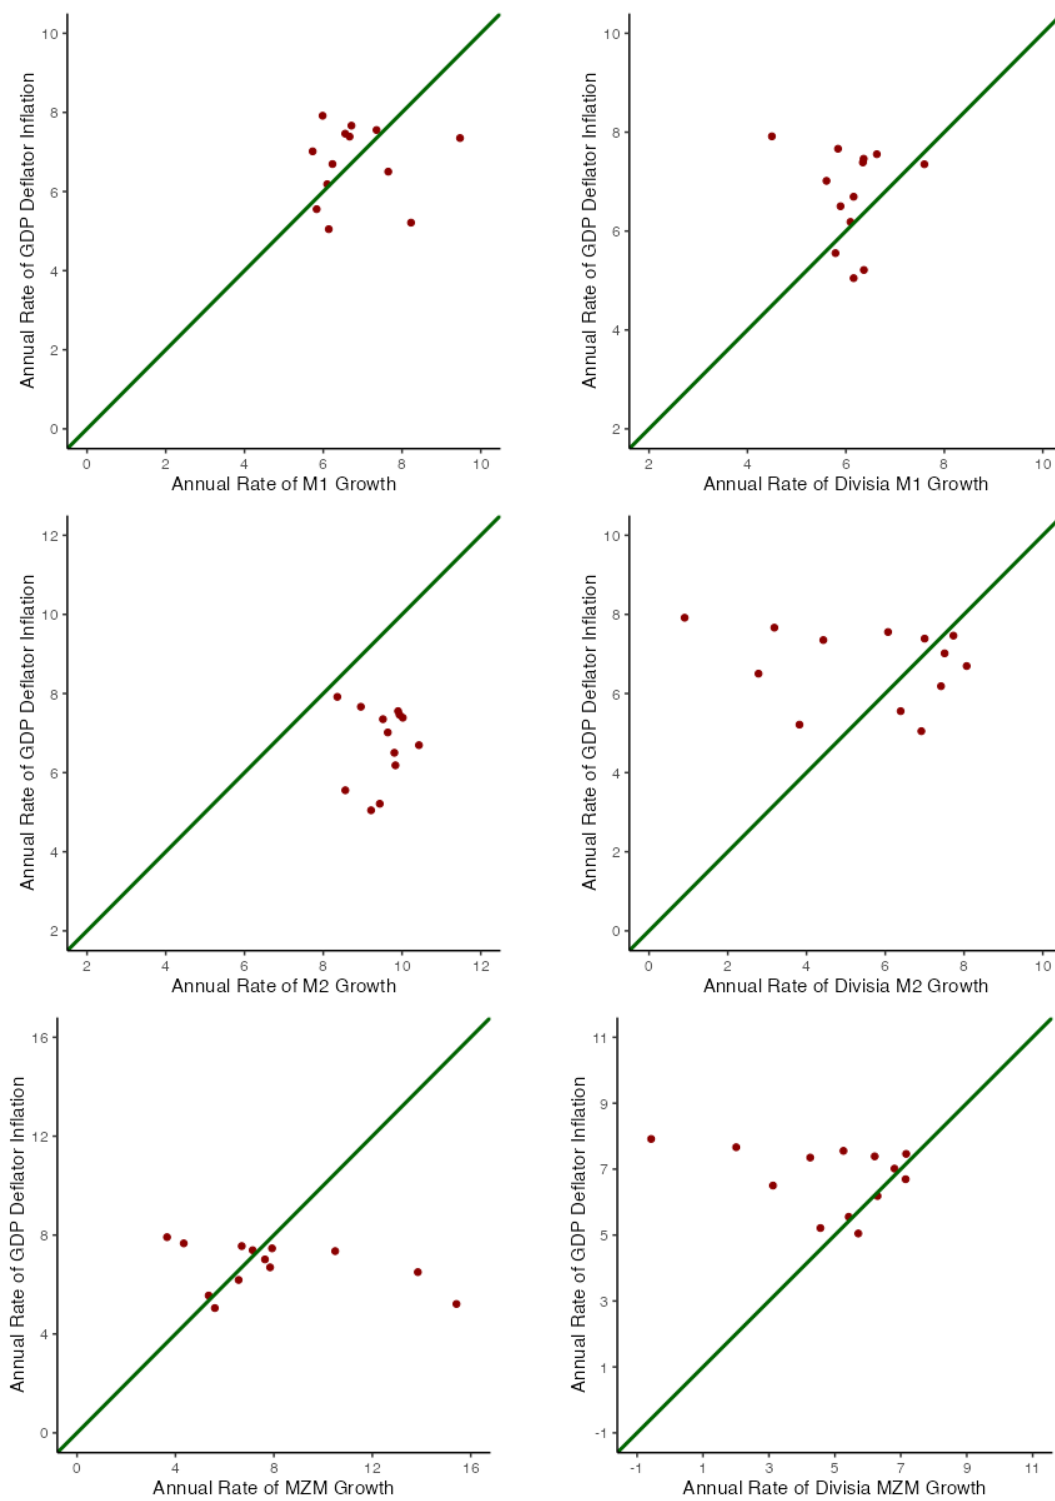 Annual Rate of GDP Deflator Inflation
10
8
6
4
2
0
0 2 4 6 8 10
Annual Rate of M1 Growth
Annual Rate of GDP Deflator Inflation
10
8
6
4
2
2 4 6 8 10
Annual Rate of Divisia M1 Growth
Annual Rate of GDP Deflator Inflation
12
10
8
6
4
2
2 4 6 8 10 12
Annual Rate of M2 Growth
Annual Rate of GDP Deflator Inflation
10
8
6
4
2
0
0 2 4 6 8 10
Annual Rate of Divisia M2 Growth
Annual Rate of GDP Deflator Inflation
16
12
8
4
0
0 4 8 12 16
Annual Rate of MZM Growth
Annual Rate of GDP Deflator Inflation
11
9
7
5
3
1
-1
-1 1 3 5 7 9 11
Annual Rate of Divisia MZM Growth